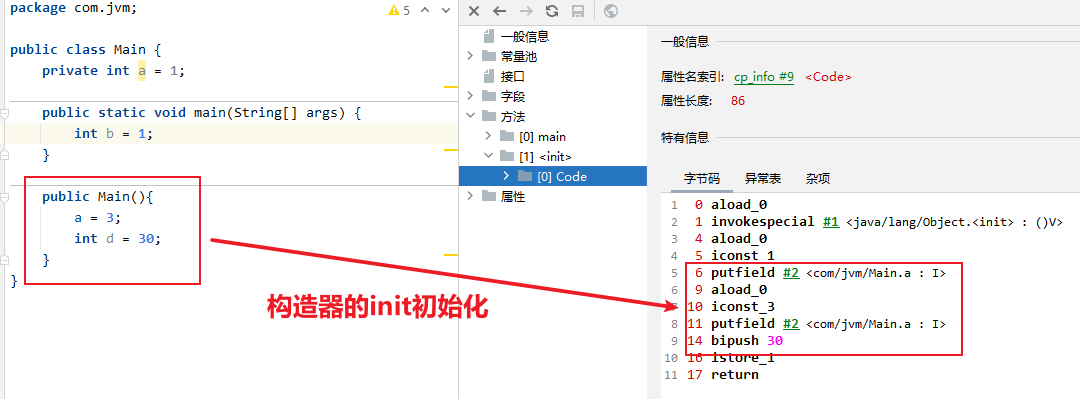 package com.jvm;
5
public class Main {
private int a = 1;
public static void main(String[] args) {
int b = 1;
}
public Main(){
a = 3;
int d = 30;
}
}
构造器的init初始化
一般信息
常量池
接口
字段
方法
[0] main
[1] <init>
[0] Code
属性
一般信息
属性名索引: cp_info #9 <Code>
属性长度: 86
特有信息
字节码 异常表 杂项
1 0 aload_0
2 1 invokespecial #1 <java/lang/Object.<init> : ()V>
3 4 aload_0
4 5 iconst_1
5 6 putfield #2 <com/jvm/Main.a : I>
6 9 aload_0
7 10 iconst_3
8 11 putfield #2 <com/jvm/Main.a : I>
9 14 bipush 30
10 16 istore_1
11 17 return